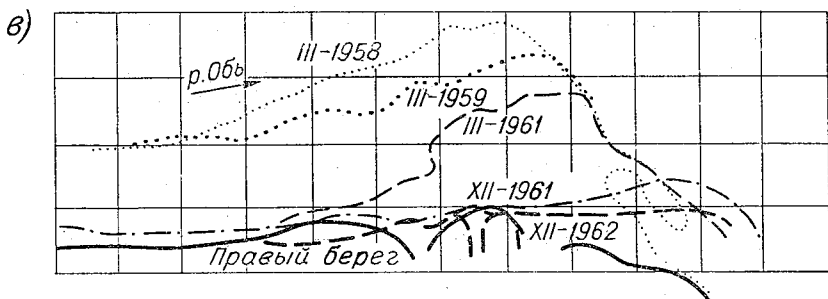 в)
III-1958
р. Обь
III-1959
III-1961
XII-1961
XII-1962
Правый берег